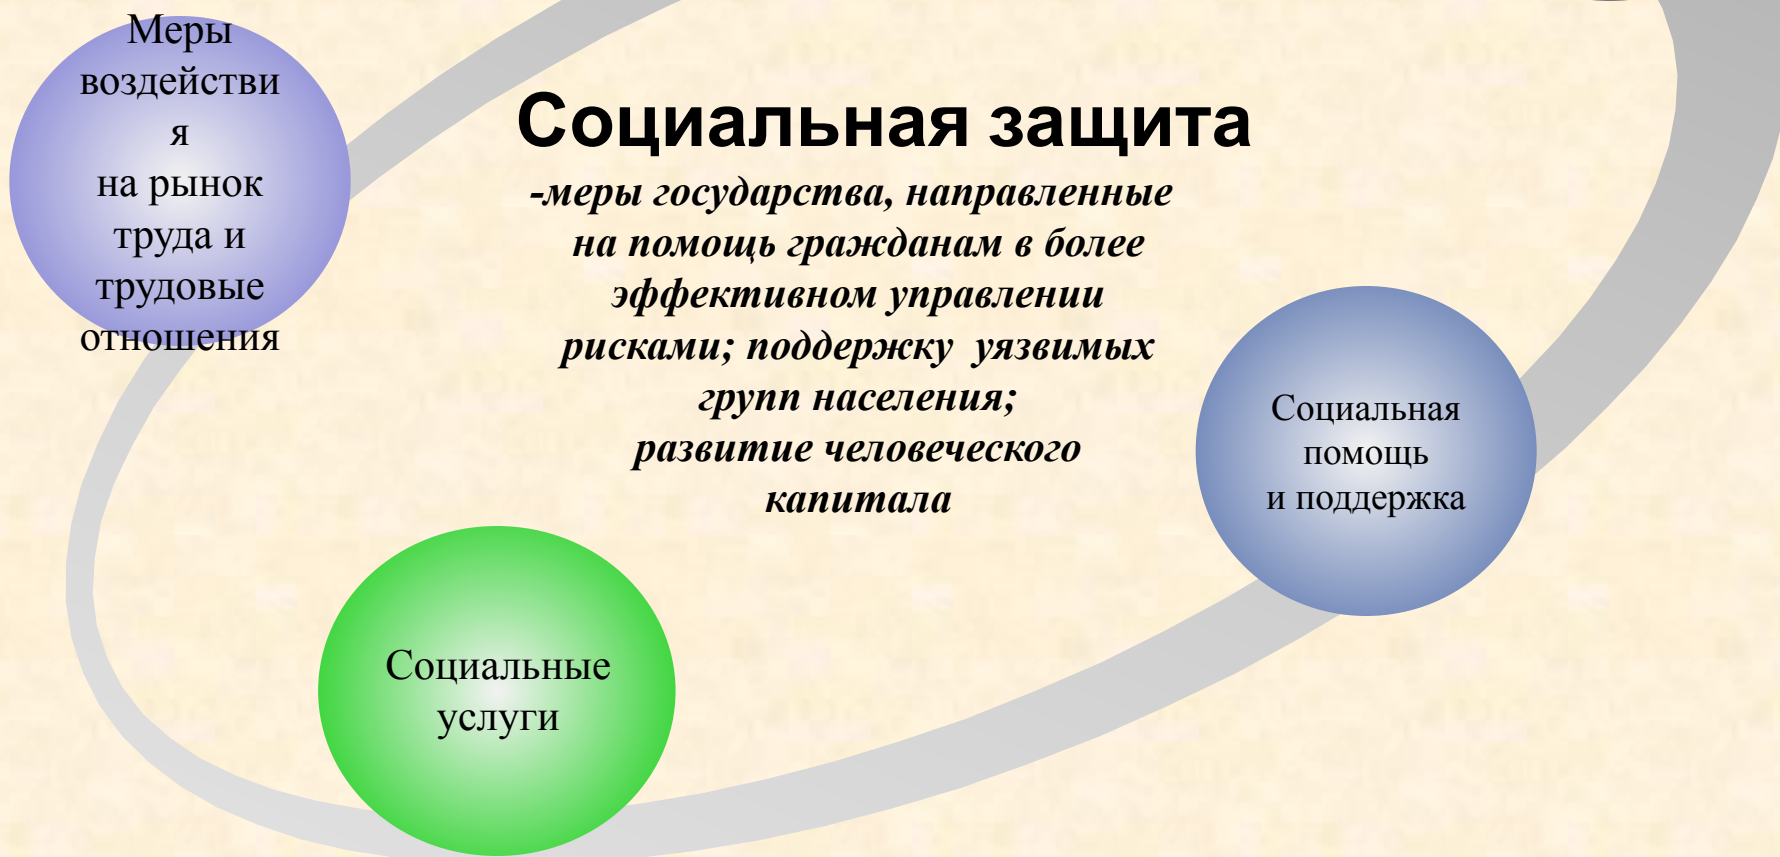 Меры
воздействи
я
на рынок
труда и
трудовые
отношения
Социальная защита
-меры государства, направленные
на помощь гражданам в более
эффективном управлении
рисками; поддержку уязвимых
групп населения;
развитие человеческого
капитала
Социальная
помощь
и поддержка
Социальные
услуги